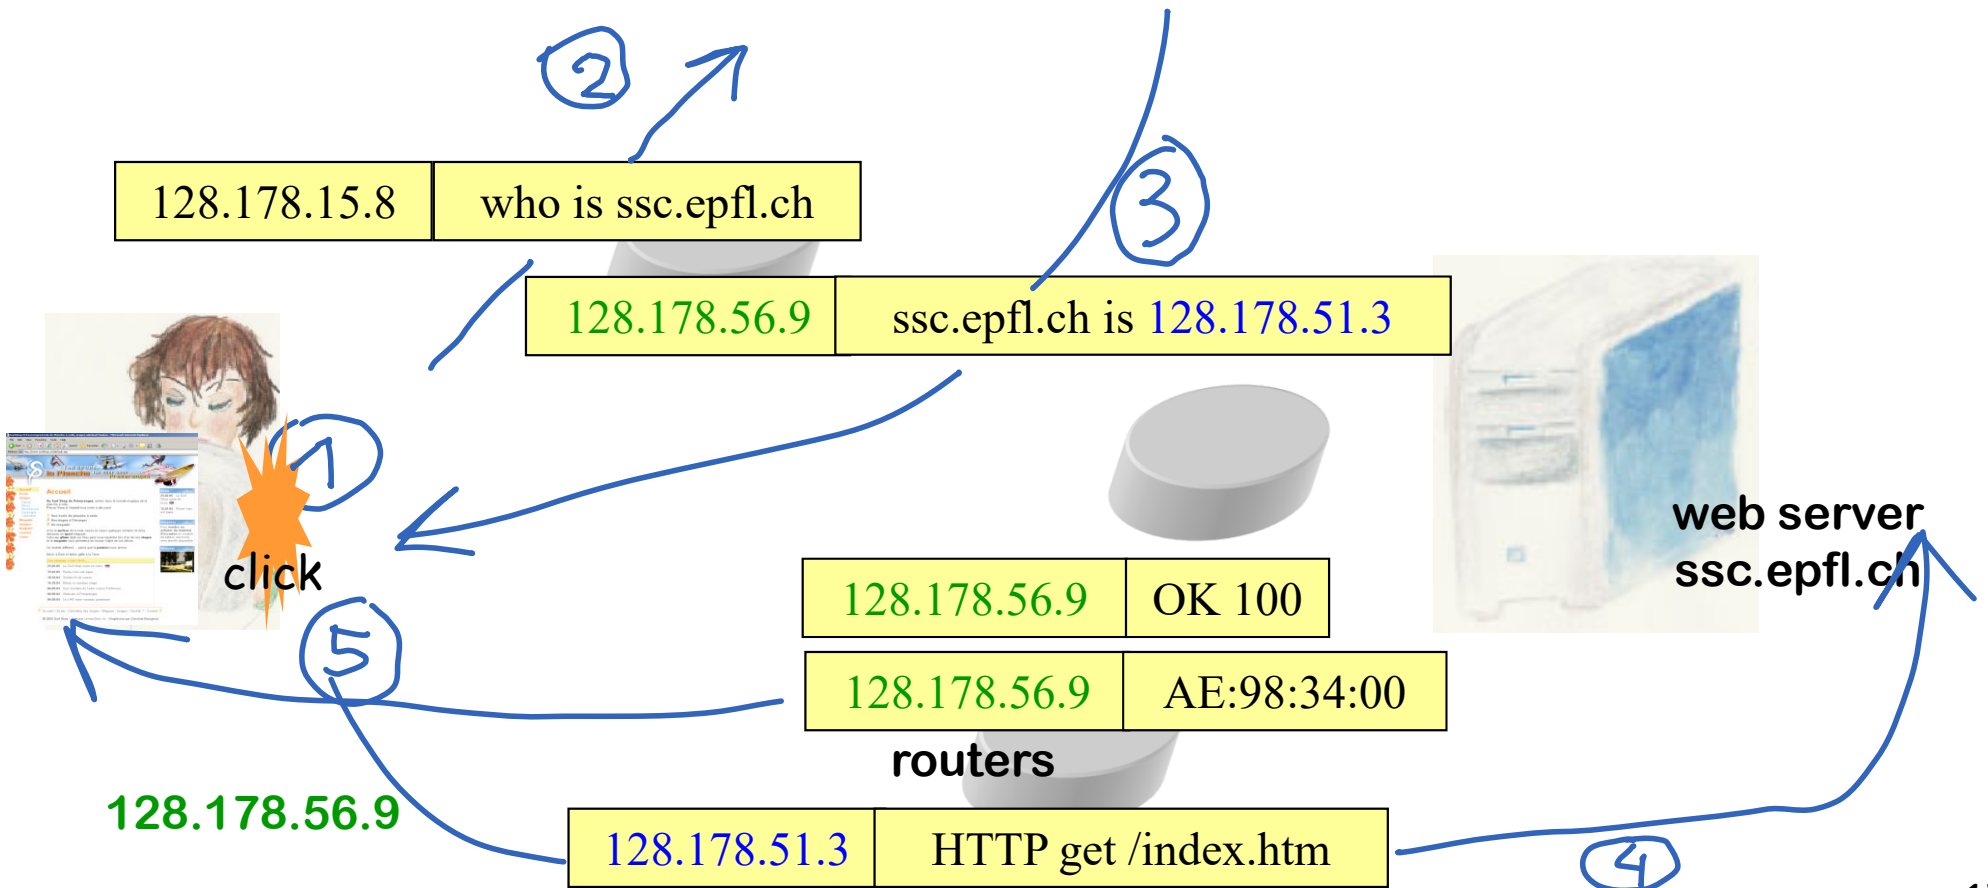 2
128.178.15.8 who is ssc.epfl.ch
3
128.178.56.9 ssc.epfl.ch is 128.178.51.3
1
Accueil
click
web server
ssc.epfl.ch
128.178.56.9 OK 100
5
128.178.56.9 AE:98:34:00
routers
128.178.56.9
128.178.51.3 HTTP get /index.htm
4